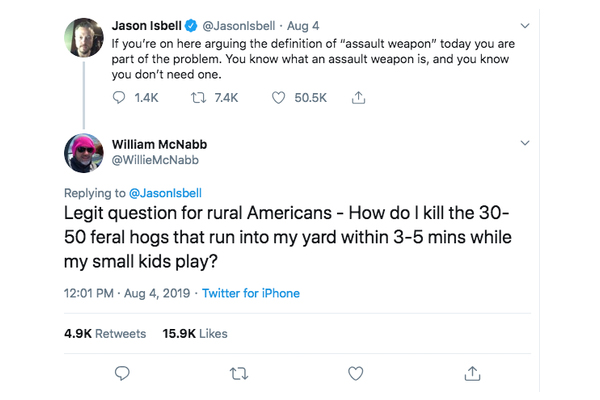 Jason Isbell @JasonIsbell · Aug 4
If you're on here arguing the definition of “assault weapon” today you are
part of the problem. You know what an assault weapon is, and you know
you don't need one.
1.4K 7.4K 50.5K
William McNabb
@WillieMcNabb
Replying to @JasonIsbell
Legit question for rural Americans - How do I kill the 30-
50 feral hogs that run into my yard within 3-5 mins while
my small kids play?
12:01 PM · Aug 4, 2019 · Twitter for iPhone
4.9K Retweets 15.9K Likes